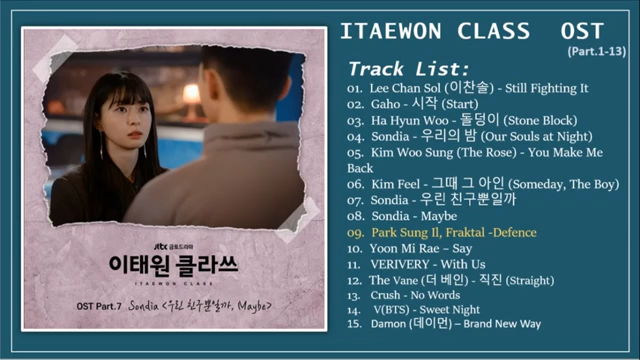 ITAEWON CLASS OST
(Part.1-13)
Track List:
01. Lee Chan Sol (이찬솔) - Still Fighting It
02. Gaho - 시작 (Start)
03. Ha Hyun Woo - 돌덩이 (Stone Block)
04. Sondia - 우리의 밤 (Our Souls at Night)
05. Kim Woo Sung (The Rose) - You Make Me
Back
06. Kim Feel - 그때 그 아인 (Someday, The Boy)
07. Sondia - 우린 친구뿐일까
08. Sondia - Maybe
09. Park Sung Il, Fraktal -Defence
10. Yoon Mi Rae – Say
11. VERIVERY - With Us
12. The Vane (더 베인) - 직진 (Straight)
13. Crush - No Words
14. V(BTS) - Sweet Night
15. Damon (데이먼) – Brand New Way
jtbc 금토드라마
이태원 클라쓰
ITAEWON CLASS
OST Part.7 Sondia <우린 친구뿐일까, Maybe>